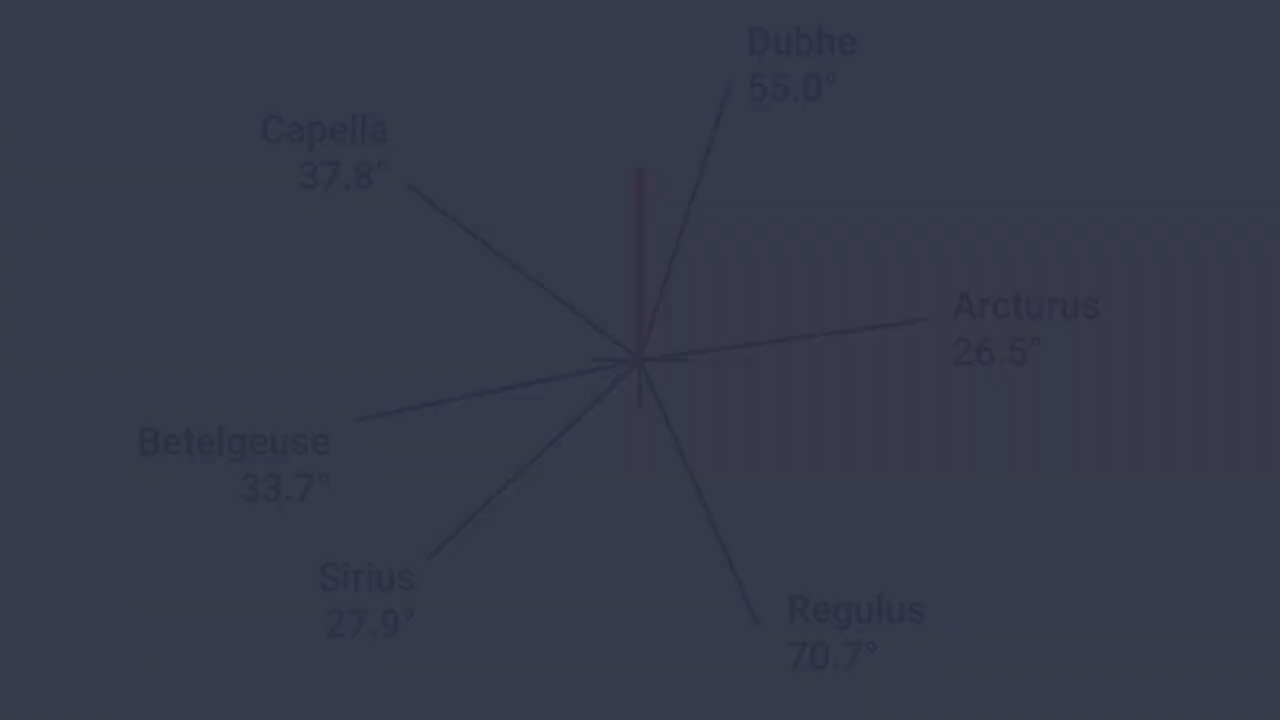 Dubhe
55.0°
Capella
37.8°
Arcturus
26.5°
Betelgeuse
33.7°
Sirius
27.9°
Regulus
70.7°